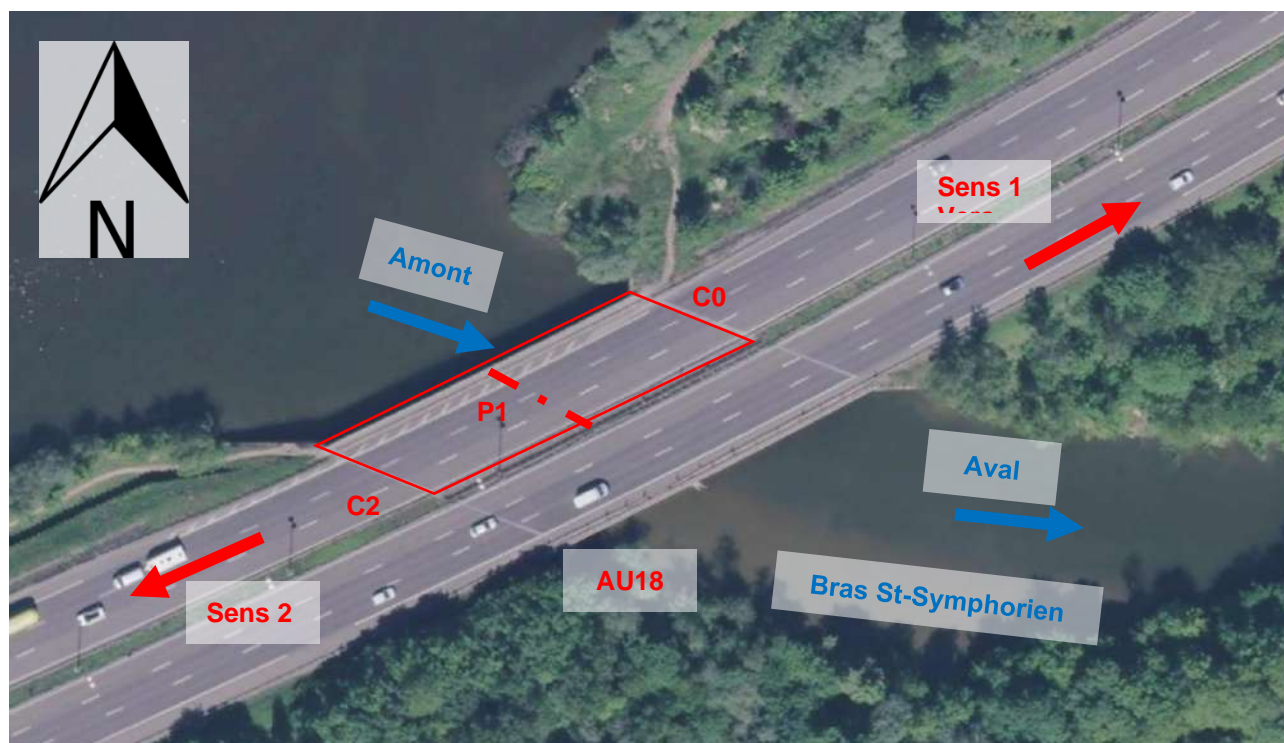 N
Amont
Sens 1
C0
P1
C2
Aval
Sens 2
AU18
Bras St-Symphorien